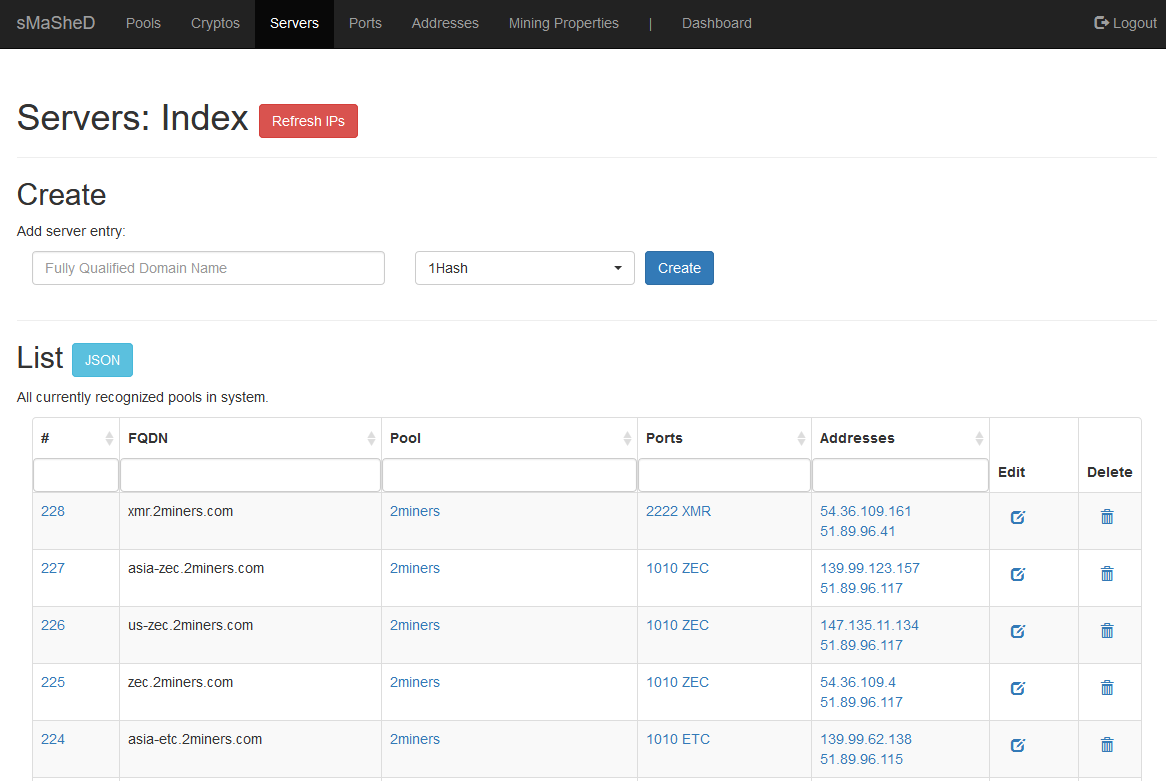 sMaSheD Pools Cryptos Servers Ports Addresses Mining Properties | Dashboard Logout
Servers: Index Refresh IPs
Create
Add server entry:
Fully Qualified Domain Name 1Hash Create
List JSON
All currently recognized pools in system.
# FQDN Pool Ports Addresses
Edit Delete
228 xmr.2miners.com 2miners 2222 XMR 54.36.109.161
51.89.96.41
227 asia-zec.2miners.com 2miners 1010 ZEC 139.99.123.157
51.89.96.117
226 us-zec.2miners.com 2miners 1010 ZEC 147.135.11.134
51.89.96.117
225 zec.2miners.com 2miners 1010 ZEC 54.36.109.4
51.89.96.117
224 asia-etc.2miners.com 2miners 1010 ETC 139.99.62.138
51.89.96.115